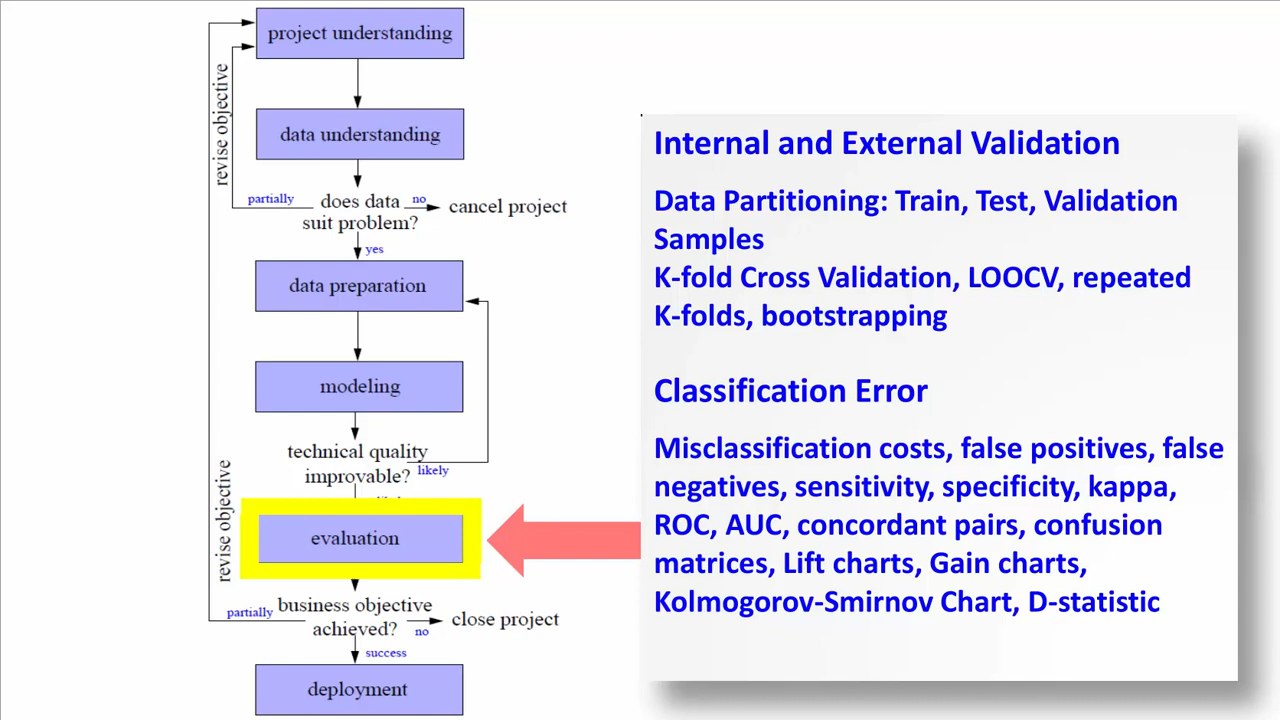 project understanding
revise objective
data understanding
partially
does data
suit problem?
no
cancel project
yes
data preparation
modeling
technical quality
improvable?
likely
revise objective
evaluation
partially
business objective
achieved?
no
close project
success
deployment
Internal and External Validation
Data Partitioning: Train, Test, Validation
Samples
K-fold Cross Validation, LOOCV, repeated
K-folds, bootstrapping
Classification Error
Misclassification costs, false positives, false
negatives, sensitivity, specificity, kappa,
ROC, AUC, concordant pairs, confusion
matrices, Lift charts, Gain charts,
Kolmogorov-Smirnov Chart, D-statistic